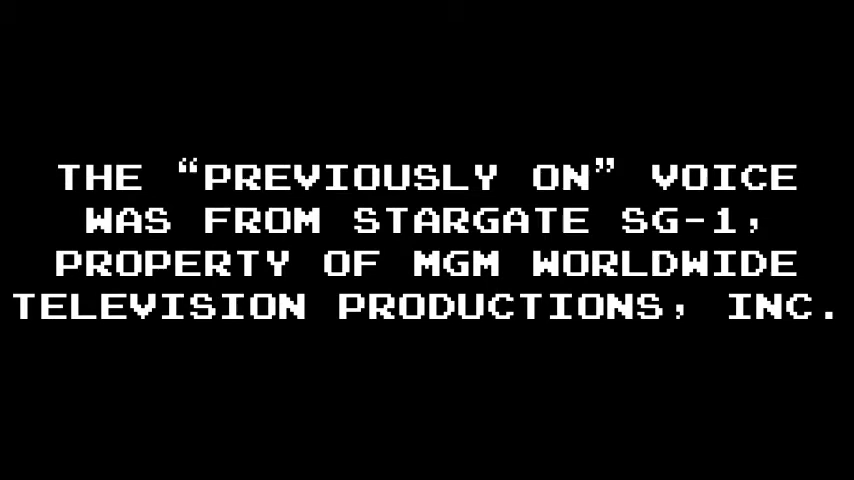 THE “PREVIOUSLY ON” VOICE
WAS FROM STARGATE SG-1,
PROPERTY OF MGM WORLDWIDE
TELEVISION PRODUCTIONS, INC.